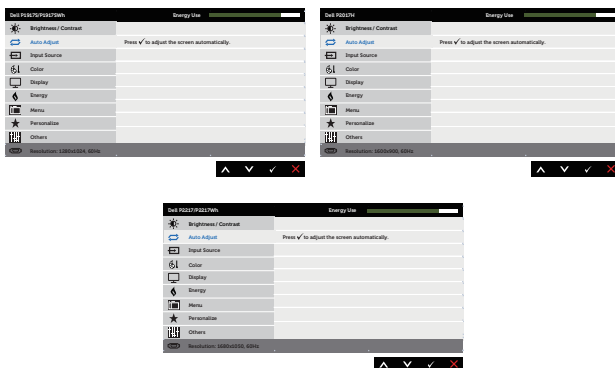 Dell P1917S/P1917SWh Energy Use
Brightness / Contrast
Auto Adjust Press ✓ to adjust the screen automatically.
Input Source
Color
Display
Energy
Menu
Personalize
Others
Resolution: 1280x1024, 60Hz
Dell P2017H Energy Use
Brightness / Contrast
Auto Adjust Press ✓ to adjust the screen automatically.
Input Source
Color
Display
Energy
Menu
Personalize
Others
Resolution: 1600x900, 60Hz
Dell P2217/P2217Wh Energy Use
Brightness / Contrast
Auto Adjust Press ✓ to adjust the screen automatically.
Input Source
Color
Display
Energy
Menu
Personalize
Others
Resolution: 1680x1050, 60Hz